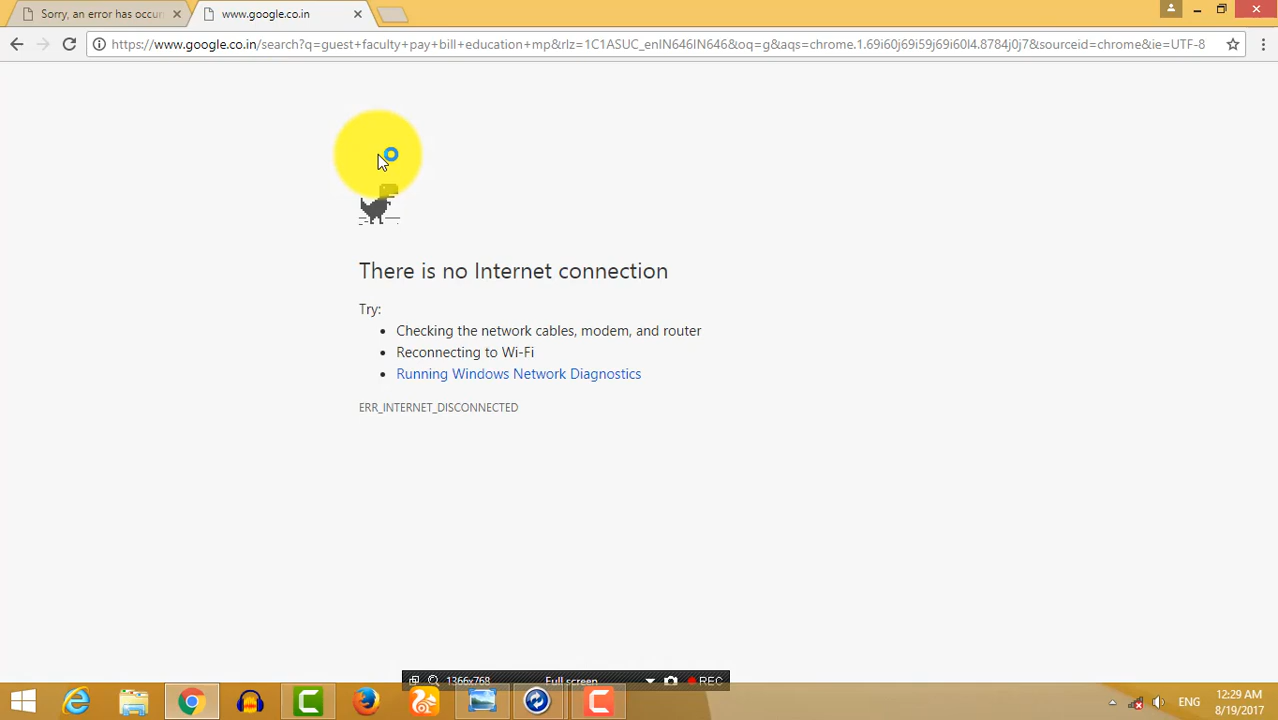 Sorry, an error has occur
www.google.co.in
https://www.google.co.in/search?q=guest+faculty+pay+bill+education+mp&rlz=1C1ASUC_enIN646IN646&oq=g&aqs=chrome.1.69i60j69i59j69i60l4.8784j0j7&sourceid=chrome&ie=UTF-8
There is no Internet connection
Try:
• Checking the network cables, modem, and router
• Reconnecting to Wi-Fi
• Running Windows Network Diagnostics
ERR_INTERNET_DISCONNECTED
1366x768 Full screen REC
ENG 12:29 AM
8/19/2017